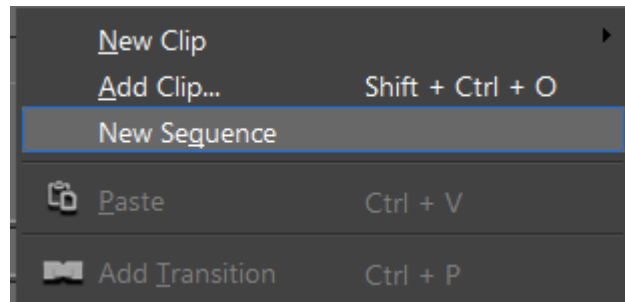 New Clip
Add Clip... Shift + Ctrl + O
New Sequence
Paste Ctrl + V
Add Transition Ctrl + P